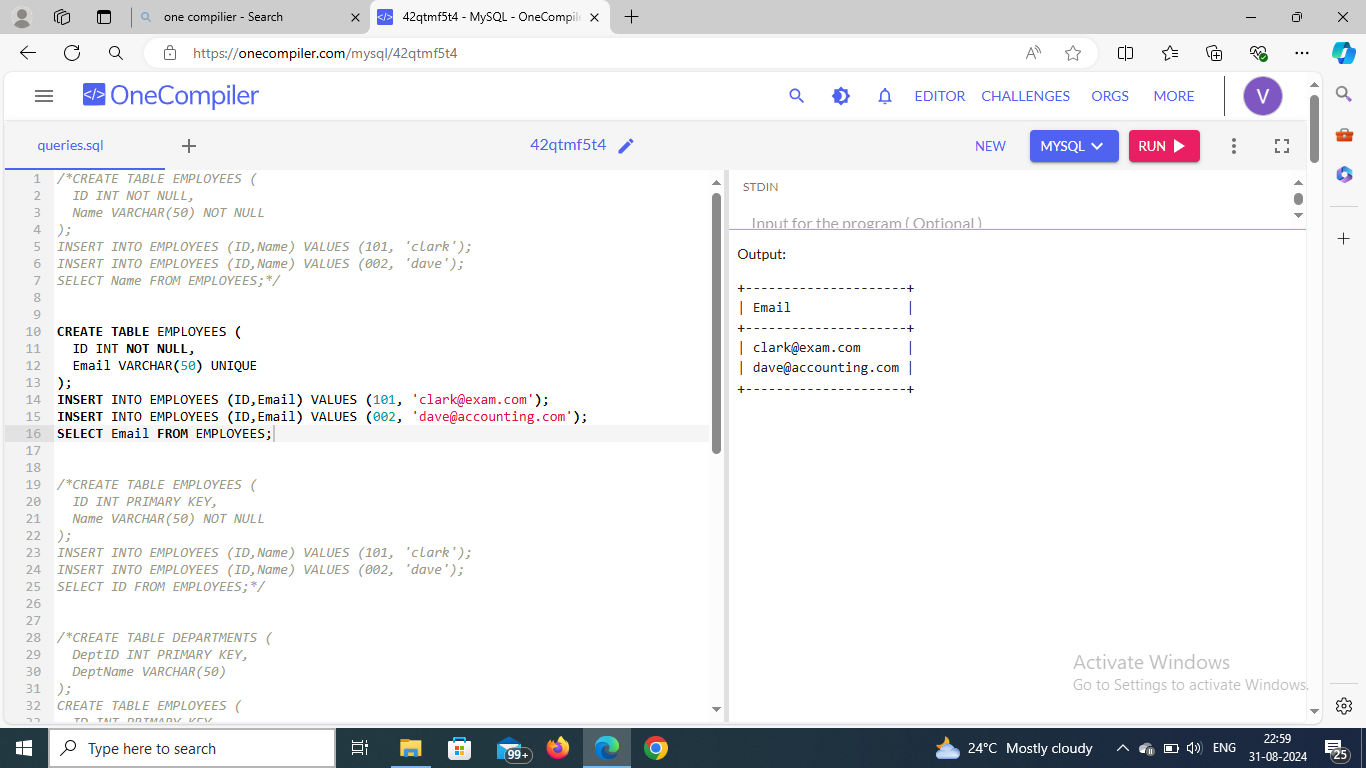 one compilier - Search
42qtmf5t4 - MySQL - OneCompil
https://onecompiler.com/mysql/42qtmf5t4
</> OneCompiler
EDITOR CHALLENGES ORGS MORE
V
queries.sql
42qtmf5t4
NEW MYSQL RUN
1 /*CREATE TABLE EMPLOYEES (
2 ID INT NOT NULL,
3 Name VARCHAR(50) NOT NULL
4 );
5 INSERT INTO EMPLOYEES (ID,Name) VALUES (101, 'clark');
6 INSERT INTO EMPLOYEES (ID,Name) VALUES (002, 'dave');
7 SELECT Name FROM EMPLOYEES;*/
8
9
10 CREATE TABLE EMPLOYEES (
11 ID INT NOT NULL,
12 Email VARCHAR(50) UNIQUE
13 );
14 INSERT INTO EMPLOYEES (ID,Email) VALUES (101, 'clark@exam.com');
15 INSERT INTO EMPLOYEES (ID,Email) VALUES (002, 'dave@accounting.com');
16 SELECT Email FROM EMPLOYEES;
17
18
19 /*CREATE TABLE EMPLOYEES (
20 ID INT PRIMARY KEY,
21 Name VARCHAR(50) NOT NULL
22 );
23 INSERT INTO EMPLOYEES (ID,Name) VALUES (101, 'clark');
24 INSERT INTO EMPLOYEES (ID,Name) VALUES (002, 'dave');
25 SELECT ID FROM EMPLOYEES;*/
26
27
28 /*CREATE TABLE DEPARTMENTS (
29 DeptID INT PRIMARY KEY,
30 DeptName VARCHAR(50)
31 );
32 CREATE TABLE EMPLOYEES (
33 ID INT PRIMARY KEY
STDIN
Input for the program ( Optional )
Output:
+---------------------+
| Email               |
+---------------------+
| clark@exam.com      |
| dave@accounting.com |
+---------------------+
Activate Windows
Go to Settings to activate Windows.
Type here to search
99+
24°C Mostly cloudy
ENG
22:59
31-08-2024
25